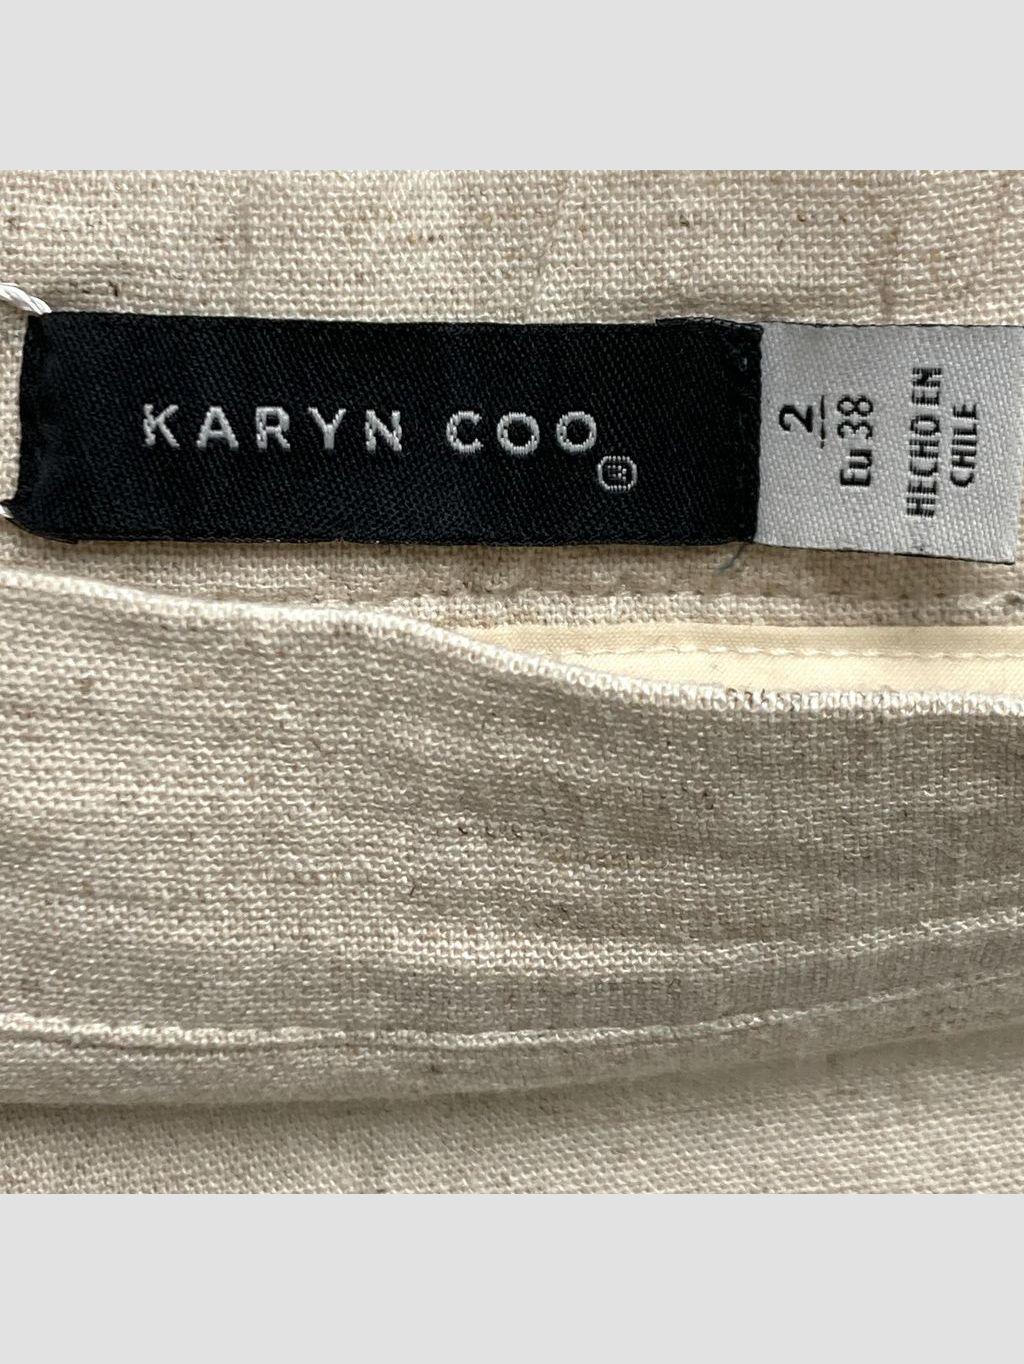 KARYN COO
2
Eu 38
HECHO EN
CHILE